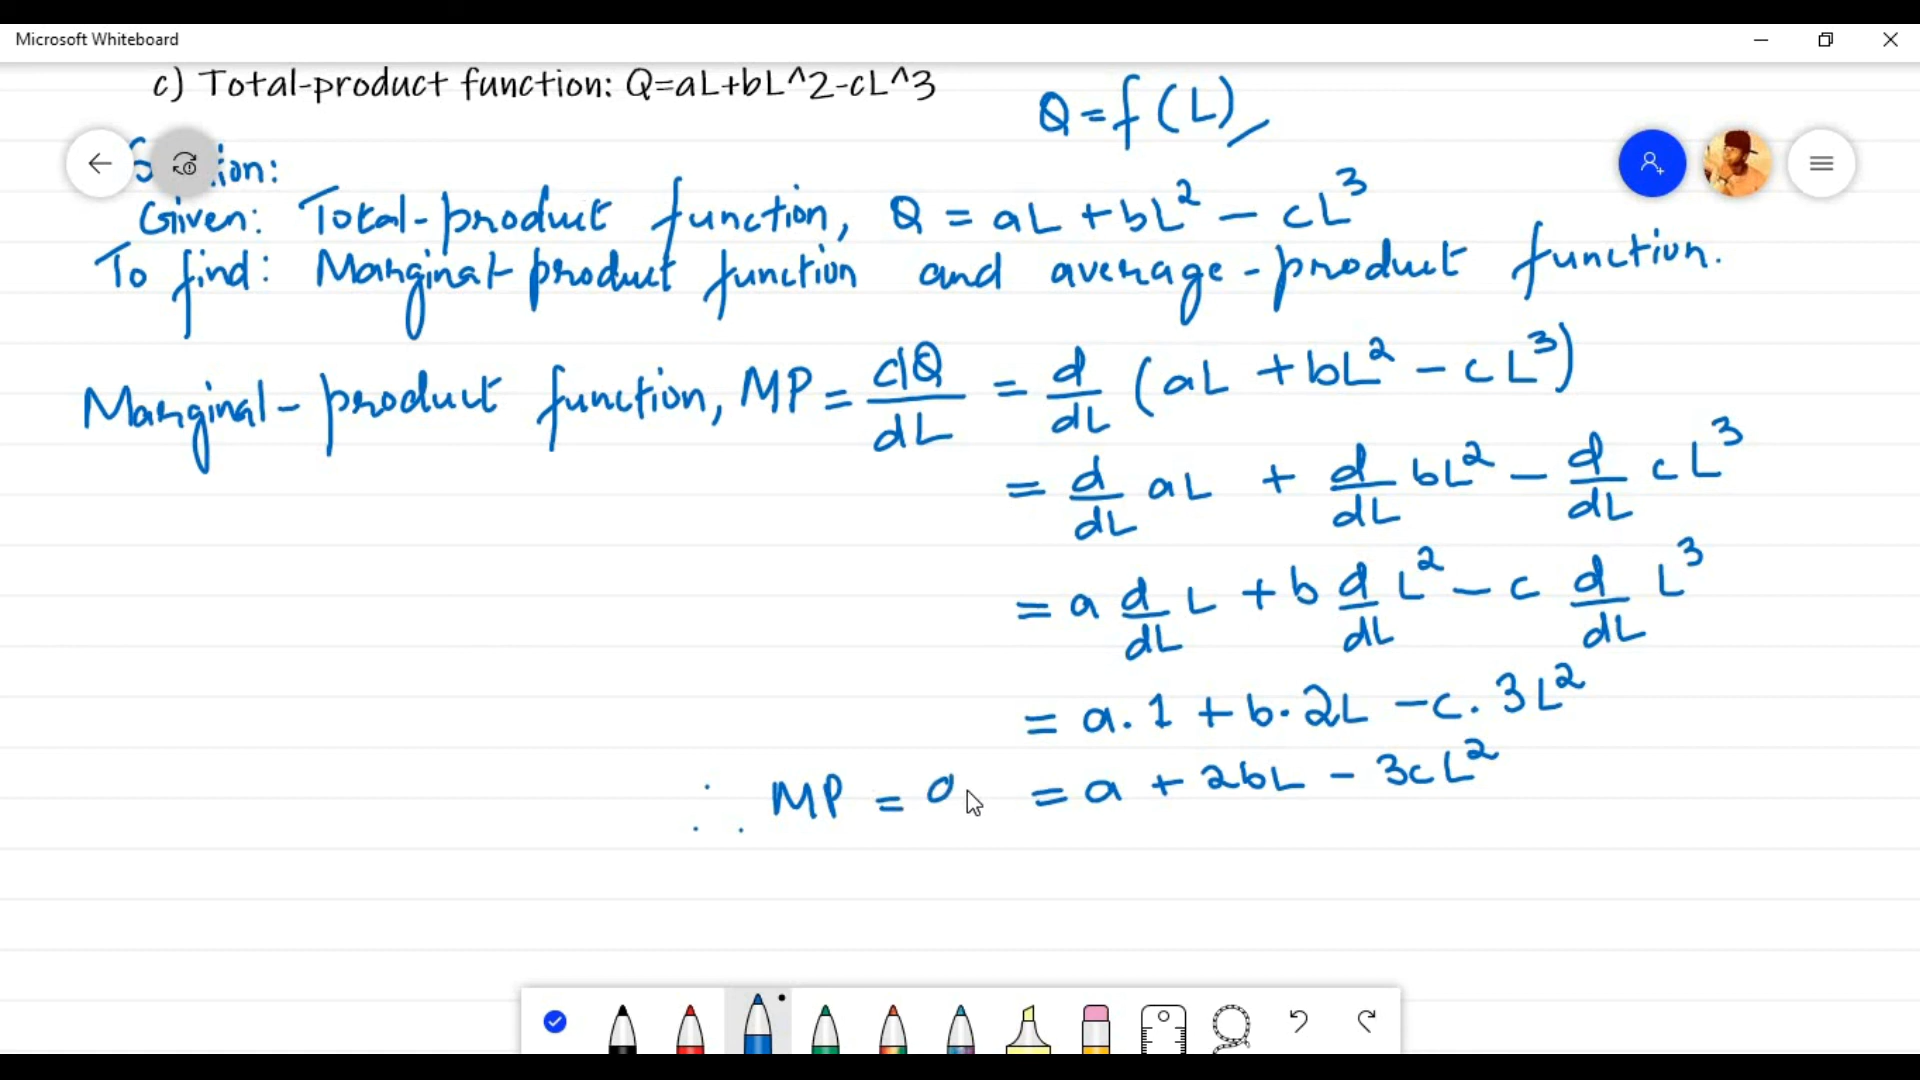 Microsoft Whiteboard
c) Total-product function: Q=aL+bL^2-cL^3
Q=f(L)
Given: Total-product function, Q = aL + bL² - cL³
To find: Marginal-product function and average-product function.
Marginal-product function, MP = dQ/dL = d/dL (aL + bL² - cL³)
= d/dL aL + d/dL bL² - d/dL cL³
= a d/dL L + b d/dL L² - c d/dL L³
= a.1 + b.2L - c.3L²
= a + 2bL - 3cL²
∴ MP =